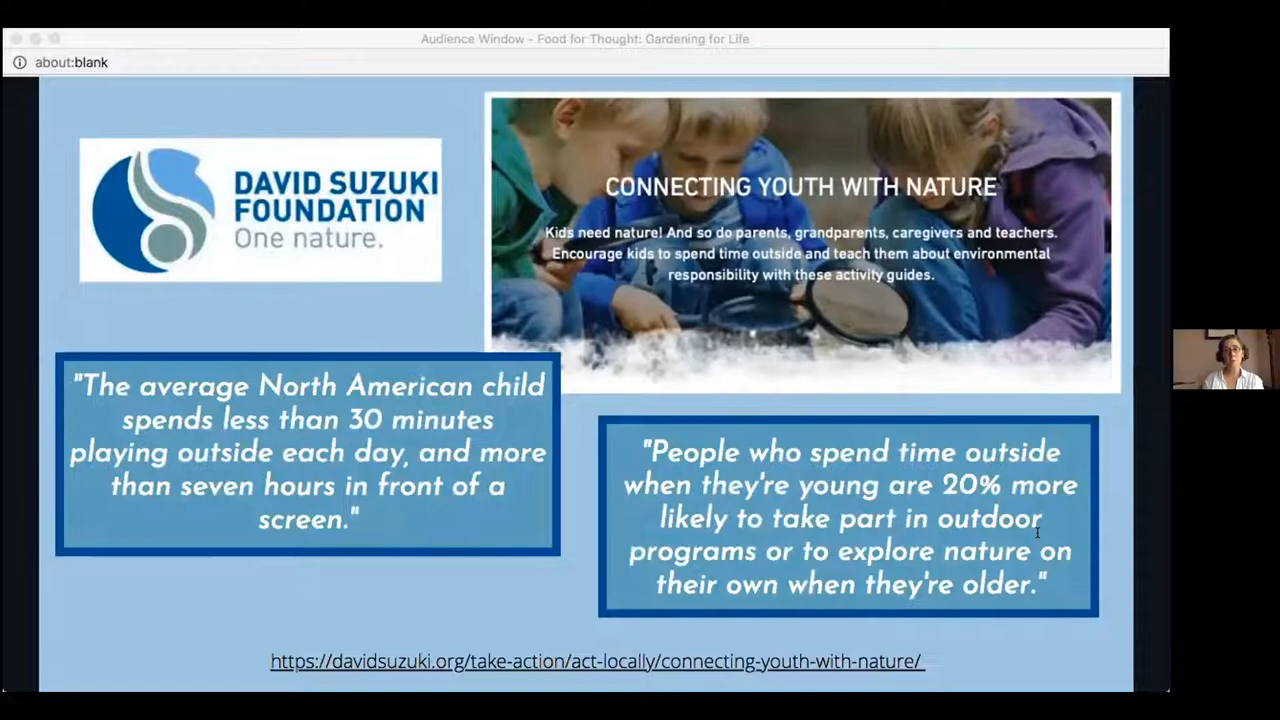 Audience Window - Food for Thought: Gardening for Life
about:blank
DAVID SUZUKI
FOUNDATION
One nature.
CONNECTING YOUTH WITH NATURE
Kids need nature! And so do parents, grandparents, caregivers and teachers.
Encourage kids to spend time outside and teach them about environmental
responsibility with these activity guides.
"The average North American child
spends less than 30 minutes
playing outside each day, and more
than seven hours in front of a
screen."
"People who spend time outside
when they're young are 20% more
likely to take part in outdoor
programs or to explore nature on
their own when they're older."
https://davidsuzuki.org/take-action/act-locally/connecting-youth-with-nature/